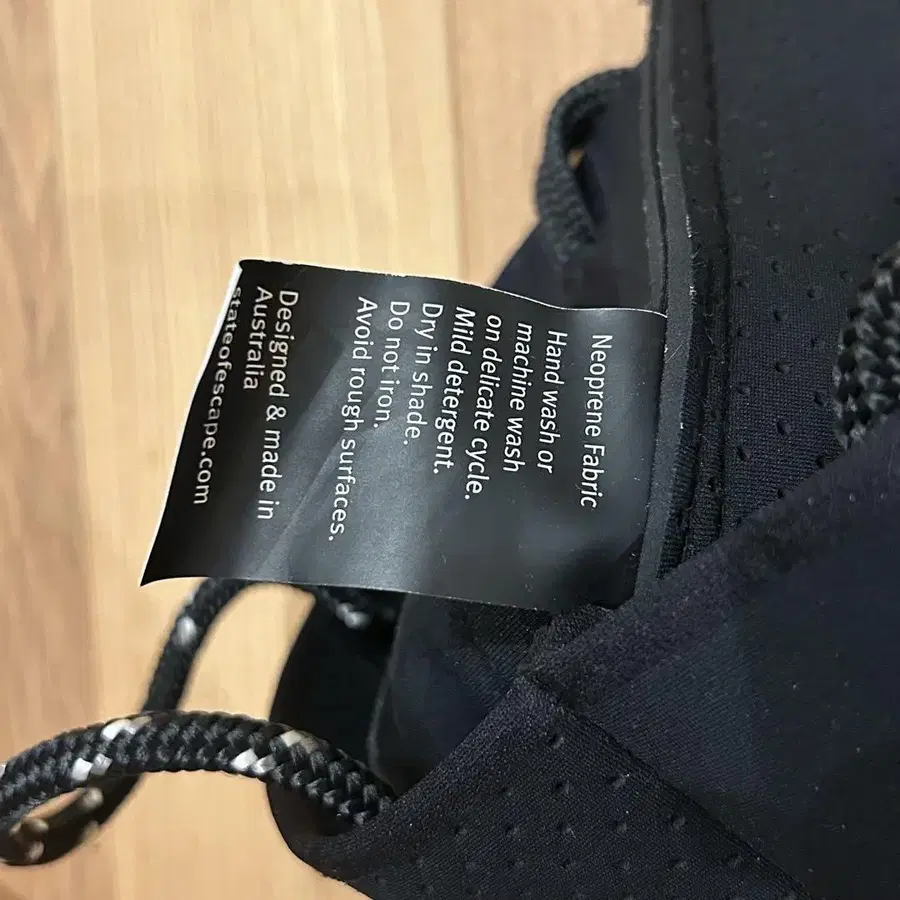 Neoprene Fabric
Hand wash or
machine wash
on delicate cycle.
Mild detergent.
Dry in shade.
Do not iron.
Avoid rough surfaces.
Designed & made in
Australia
stateofescape.com